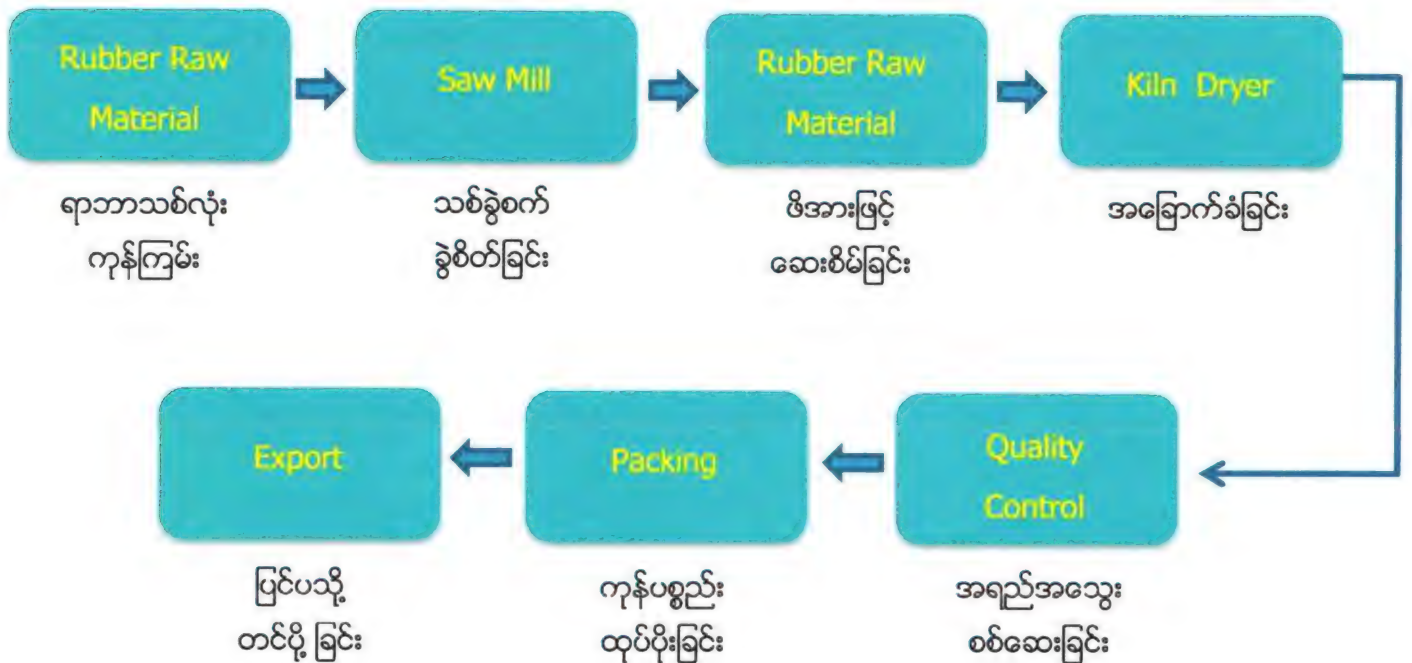 Rubber Raw
Material
ရာဘာသစ်လုံး
ကုန်ကြမ်း
Saw Mill
သစ်ခွဲစက်
ခွဲစိတ်ခြင်း
Rubber Raw
Material
ဖိအားဖြင့်
ဆေးစိမ်ခြင်း
Kiln Dryer
အခြောက်ခံခြင်း
Quality
Control
အရည်အသွေး
စစ်ဆေးခြင်း
Packing
ကုန်ပစ္စည်း
ထုပ်ပိုးခြင်း
Export
ပြင်ပသို့
တင်ပို့ ခြင်း